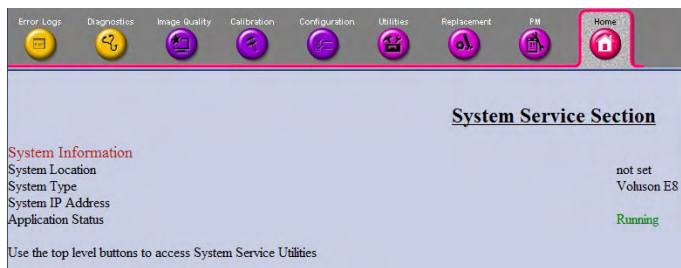 Error Logs Diagnostics Image Quality Calibration Configuration Utilities Replacement PM Home
System Service Section
System Information
System Location not set
System Type Voluson E8
System IP Address
Application Status Running
Use the top level buttons to access System Service Utilities